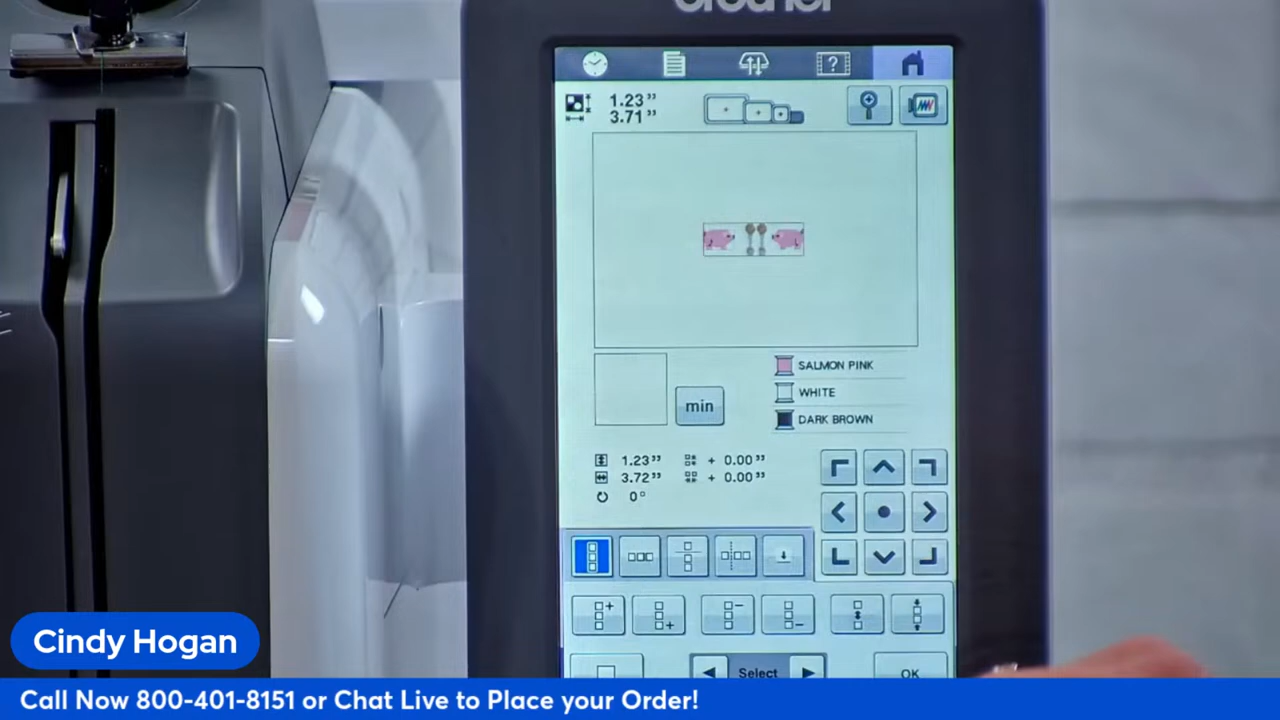 brother
?
1.23"
3.71"
SALMON PINK
WHITE
min
DARK BROWN
1.23" + 0.00"
3.72" + 0.00"
0°
Select
OK
Cindy Hogan
Call Now 800-401-8151 or Chat Live to Place your Order!